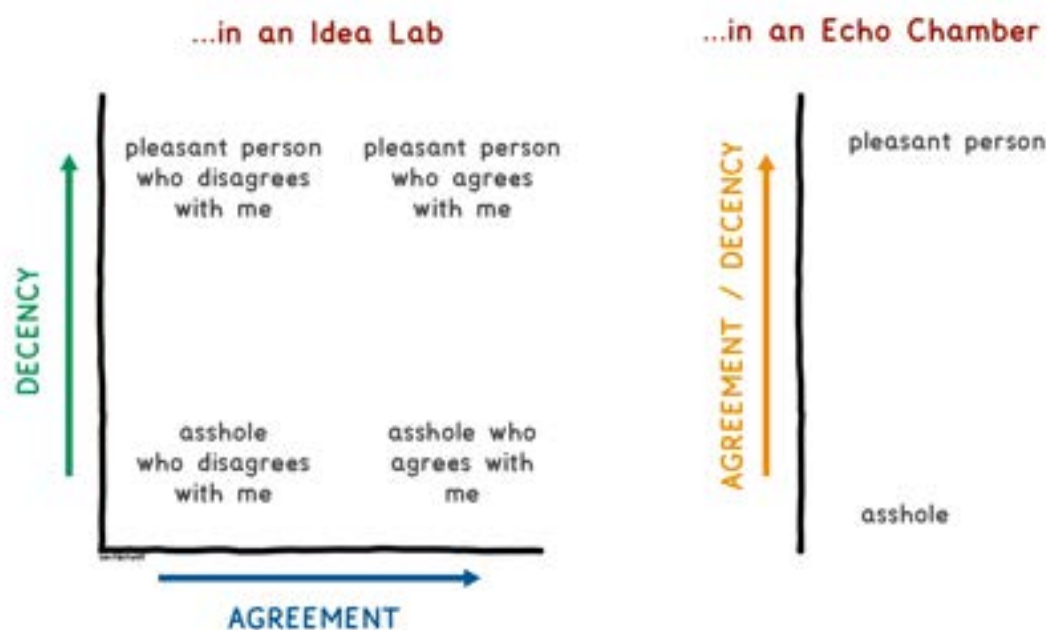 ...in an Idea Lab
...in an Echo Chamber
DECENCY
pleasant person
who disagrees
with me
pleasant person
who agrees
with me
asshole
who disagrees
with me
asshole who
agrees with
me
AGREEMENT
AGREEMENT / DECENCY
pleasant person
asshole